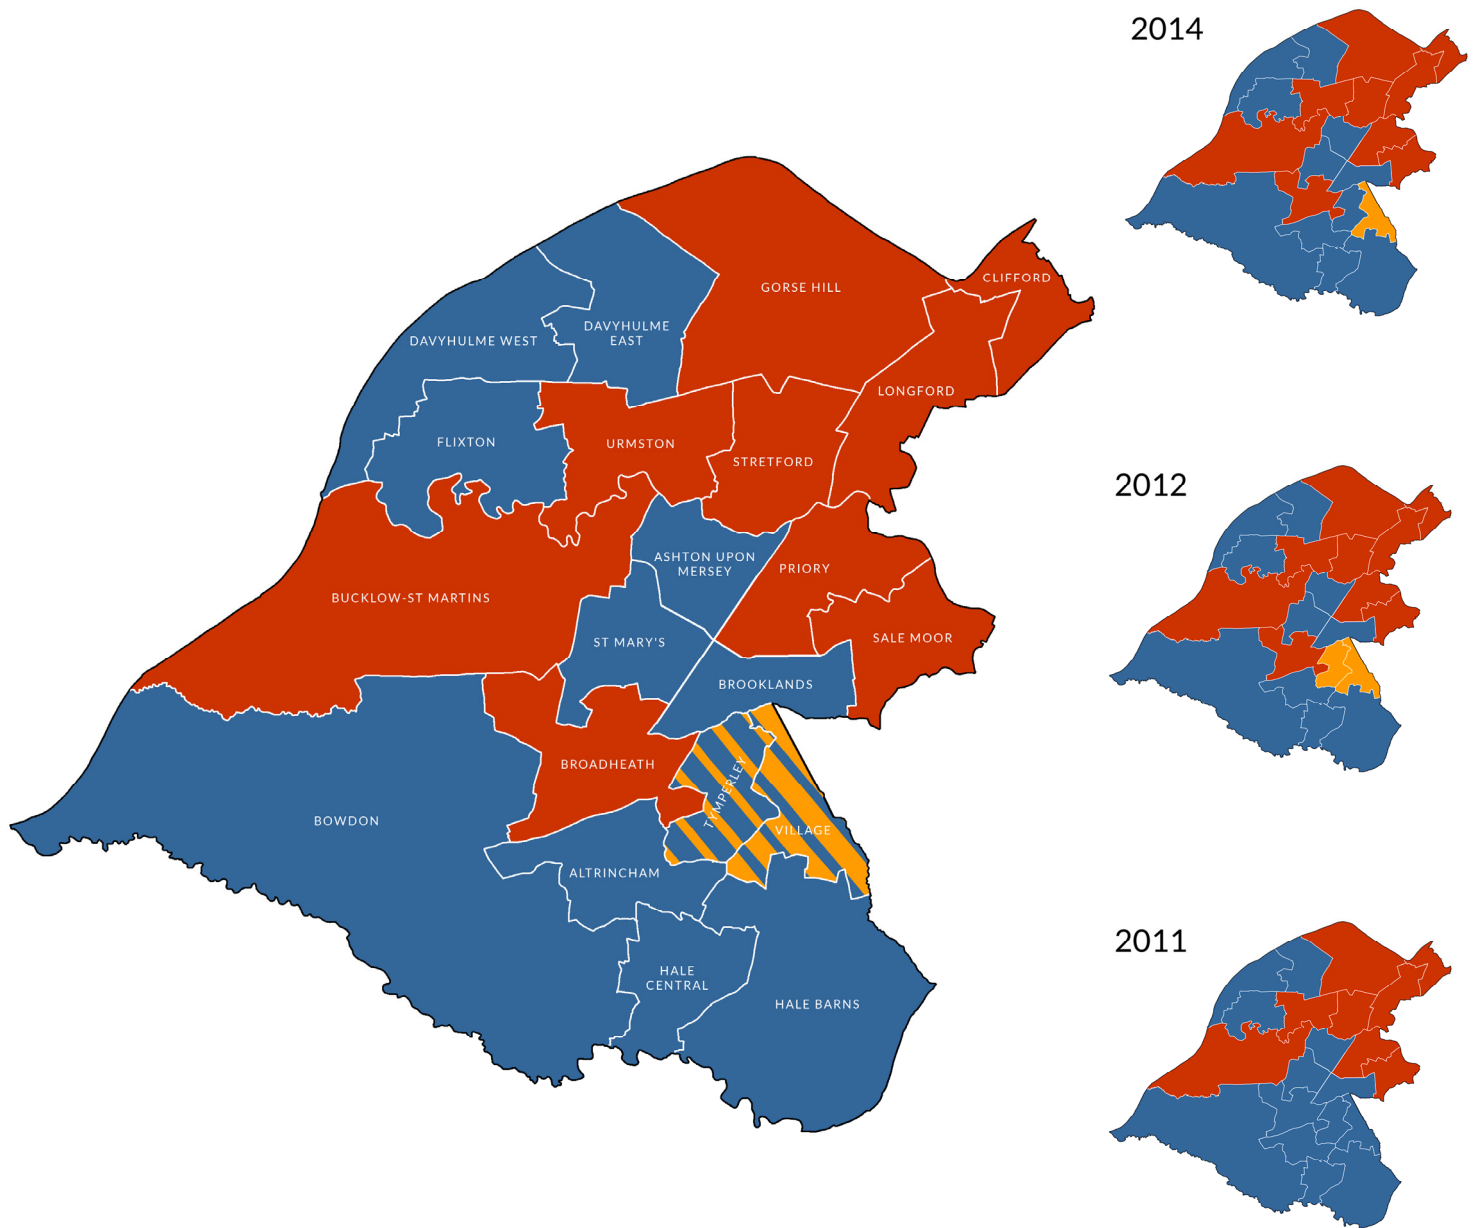 2014
CLIFFORD
GORSE HILL
DAVYHULME
EAST
DAVYHULME WEST
LONGFORD
FLIXTON
URMSTON
STRETFORD
2012
ASHTON UPON
MERSEY
PRIORY
BUCKLOW-ST MARTINS
ST MARY'S
SALE MOOR
BROOKLANDS
BROADHEATH
TYMPERLEY
BOWDON
VILLAGE
ALTRINCHAM
2011
HALE
CENTRAL
HALE BARNS